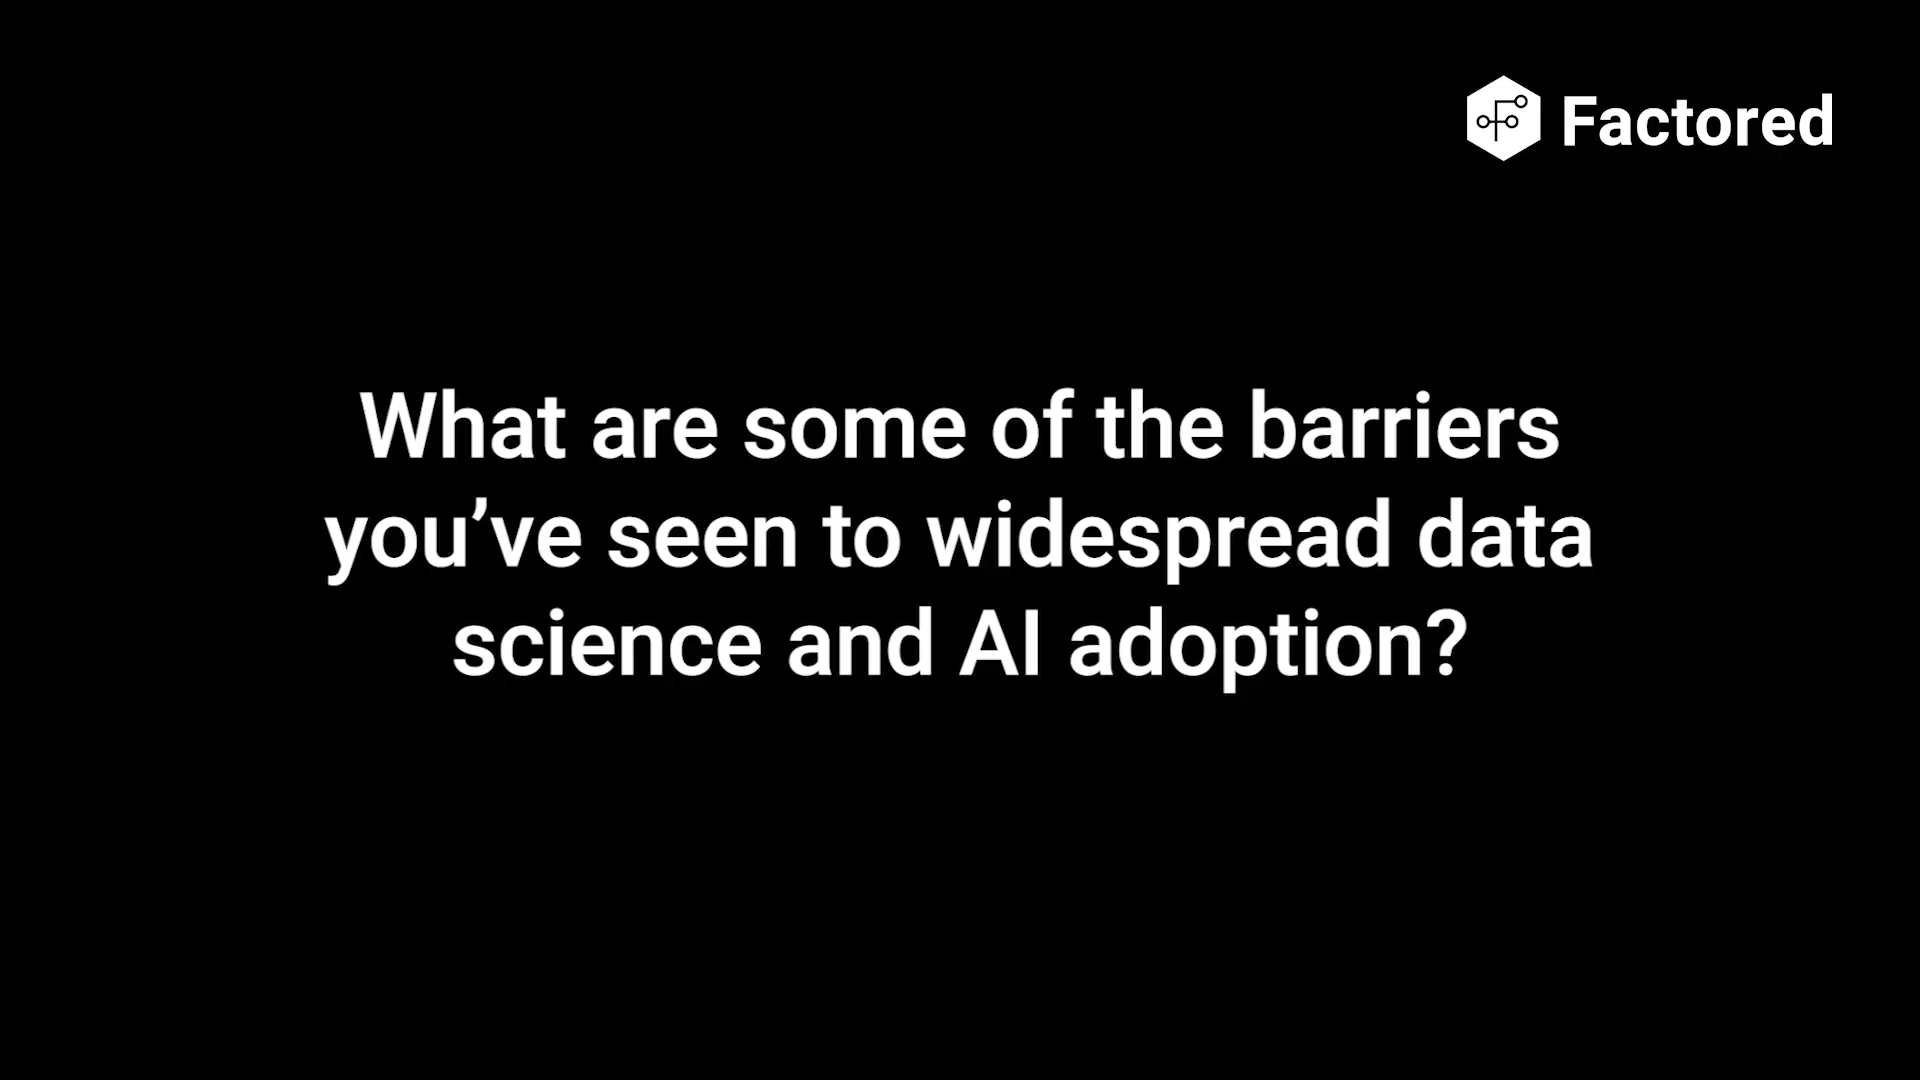 Factored
What are some of the barriers
you’ve seen to widespread data
science and AI adoption?